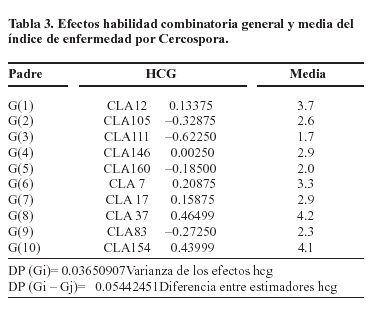 Tabla 3. Efectos habilidad combinatoria general y media del
índice de enfermedad por Cercospora.
Padre HCG Media
G(1) CLA12 0.13375 3.7
G(2) CLA105 –0.32875 2.6
G(3) CLA111 –0.62250 1.7
G(4) CLA146 0.00250 2.9
G(5) CLA160 –0.18500 2.0
G(6) CLA 7 0.20875 3.3
G(7) CLA 17 0.15875 2.9
G(8) CLA 37 0.46499 4.2
G(9) CLA83 –0.27250 2.3
G(10) CLA154 0.43999 4.1
DP (Gi)= 0.03650907Varianza de los efectos hcg
DP (Gi – Gj)= 0.05442451Diferencia entre estimadores hcg